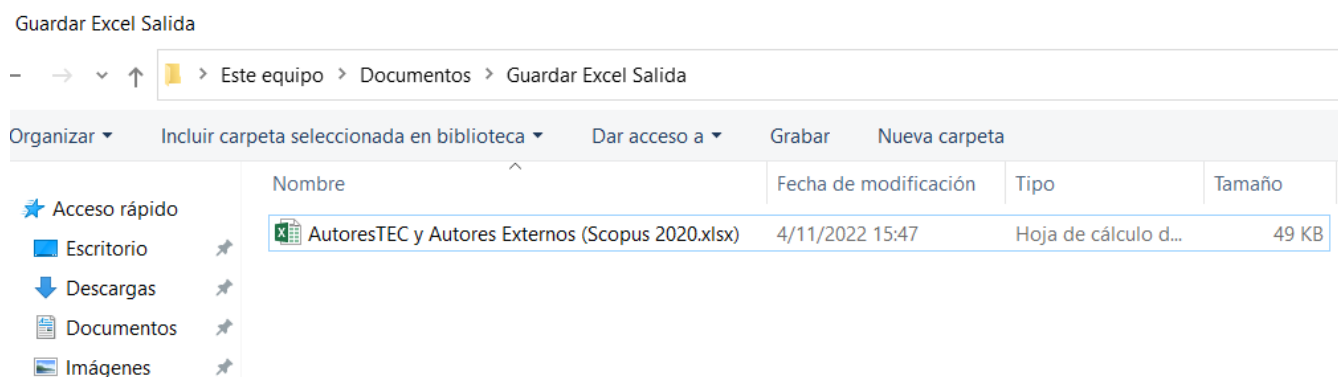 Guardar Excel Salida
Este equipo > Documentos > Guardar Excel Salida
Organizar Incluir carpeta seleccionada en biblioteca Dar acceso a Grabar Nueva carpeta
Nombre Fecha de modificación Tipo Tamaño
Acceso rápido
AutoresTEC y Autores Externos (Scopus 2020.xlsx) 4/11/2022 15:47 Hoja de cálculo d... 49 KB
Escritorio
Descargas
Documentos
Imágenes